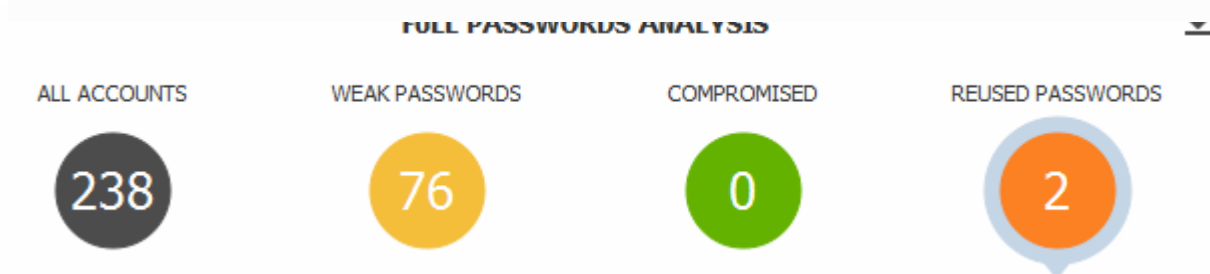 FULL PASSWORDS ANALYSIS
ALL ACCOUNTS
WEAK PASSWORDS
COMPROMISED
REUSED PASSWORDS
238
76
0
2